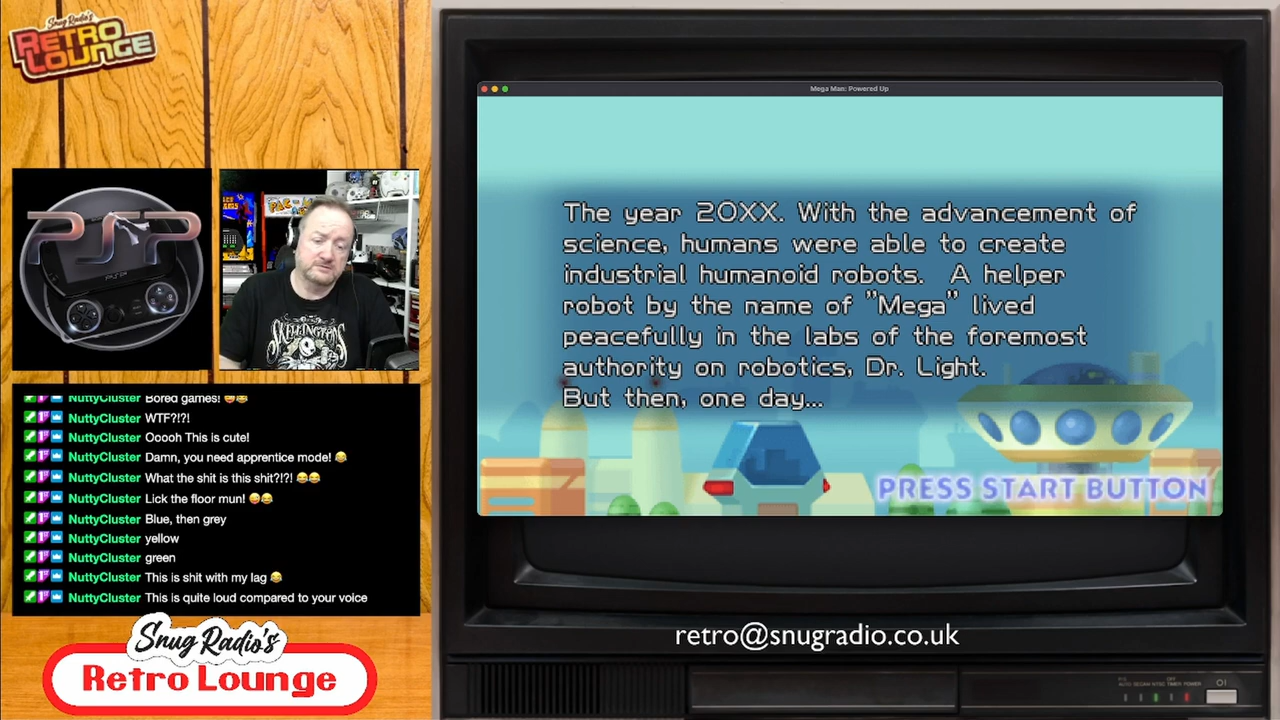 Snug Radio's
RETRO
LOUNGE
PSP
NuttyCluster Bored games! 😜😂
NuttyCluster WTF?!?!
NuttyCluster Ooooh This is cute!
NuttyCluster Damn, you need apprentice mode! 😂
NuttyCluster What the shit is this shit?!?! 😂😂
NuttyCluster Lick the floor mun! 😜😂
NuttyCluster Blue, then grey
NuttyCluster yellow
NuttyCluster green
NuttyCluster This is shit with my lag 😂
NuttyCluster This is quite loud compared to your voice
Snug Radio's
Retro Lounge
Mega Man: Powered Up
The year 20XX. With the advancement of
science, humans were able to create
industrial humanoid robots. A helper
robot by the name of "Mega" lived
peacefully in the labs of the foremost
authority on robotics, Dr. Light.
But then, one day...
PRESS START BUTTON
retro@snugradio.co.uk